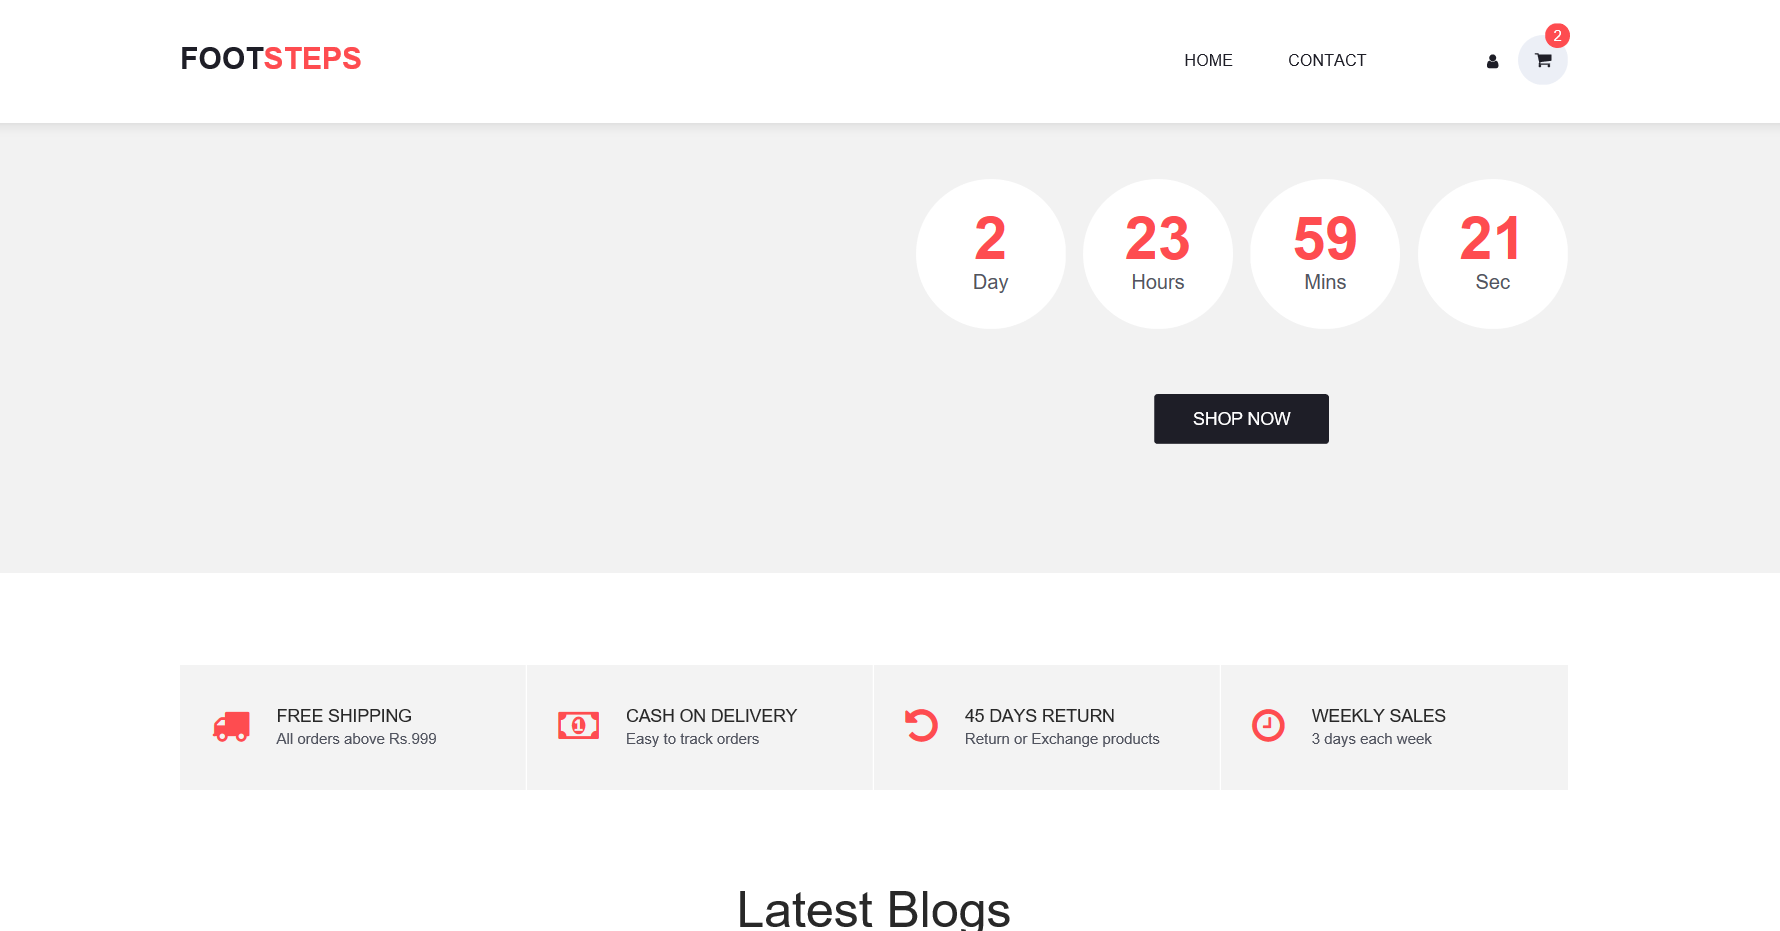 FOOTSTEPS
HOME CONTACT
2
2 23 59 21
Day Hours Mins Sec
SHOP NOW
FREE SHIPPING
All orders above Rs.999
1
CASH ON DELIVERY
Easy to track orders
45 DAYS RETURN
Return or Exchange products
WEEKLY SALES
3 days each week
Latest Blogs